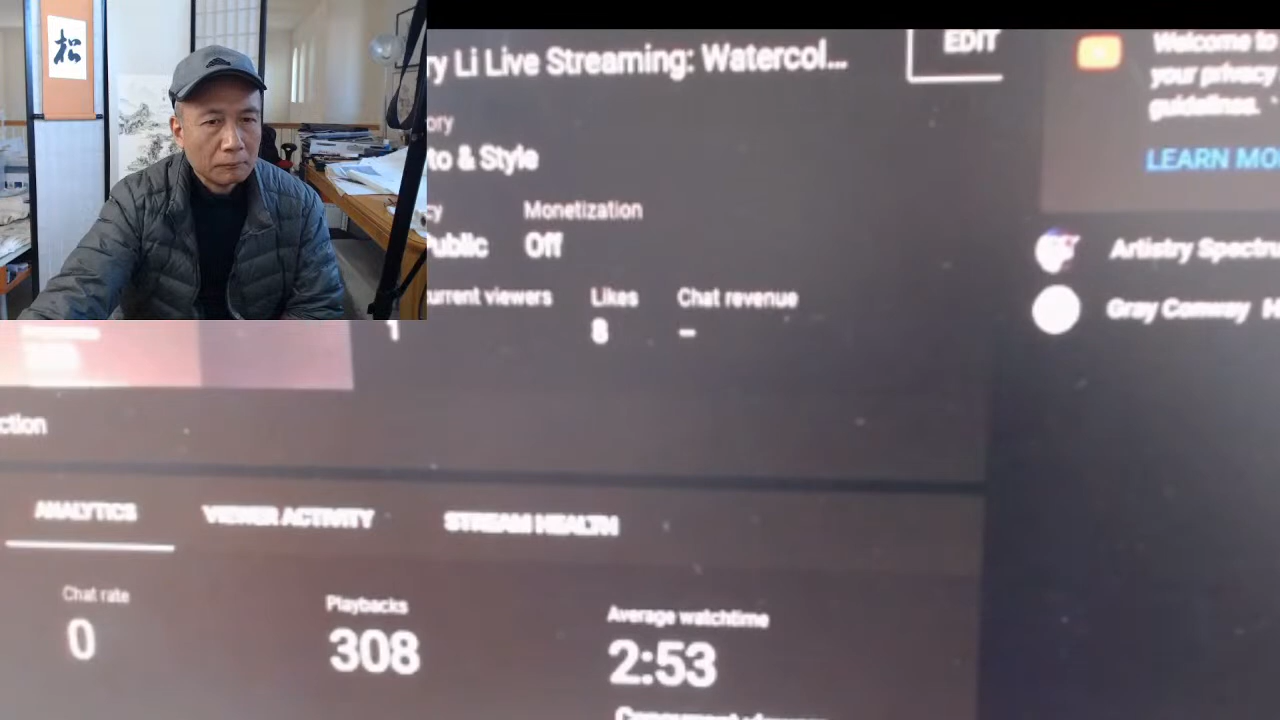 松
ry Li Live Streaming: Watercol...
EDIT
Welcome to
your privacy
guidelines.
LEARN MO
ory
to & Style
cy
Monetization
Public
Off
urrent viewers
Likes
Chat revenue
1
8
–
Artistry Spectru
Gray Conway H
ction
ANALYTICS
VIEWER ACTIVITY
STREAM HEALTH
Chat rate
Playbacks
Average watchtime
0
308
2:53